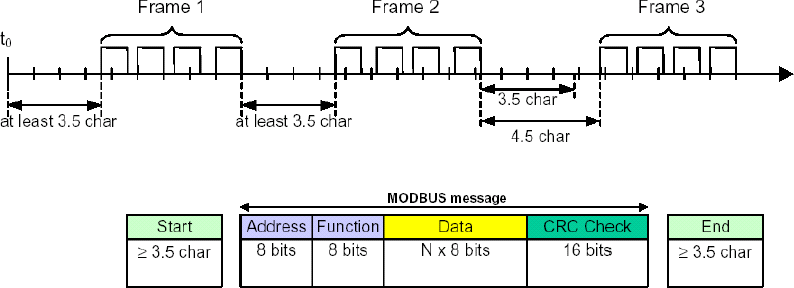 Frame 1 Frame 2 Frame 3
t0
at least 3.5 char at least 3.5 char 3.5 char
4.5 char
MODBUS message
Start Address Function Data CRC Check End
≥ 3.5 char 8 bits 8 bits N x 8 bits 16 bits ≥ 3.5 char